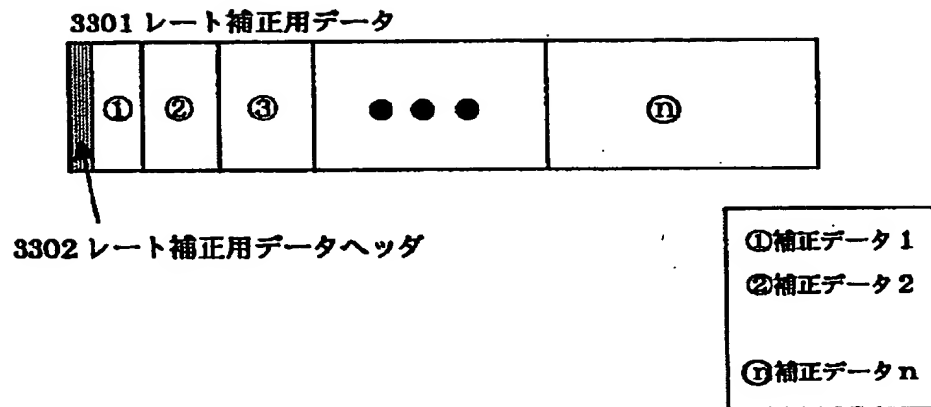 3301 レート補正用データ
① ② ③ ● ● ● ⓝ
3302 レート補正用データヘッダ
①補正データ1
②補正データ2
ⓝ補正データn